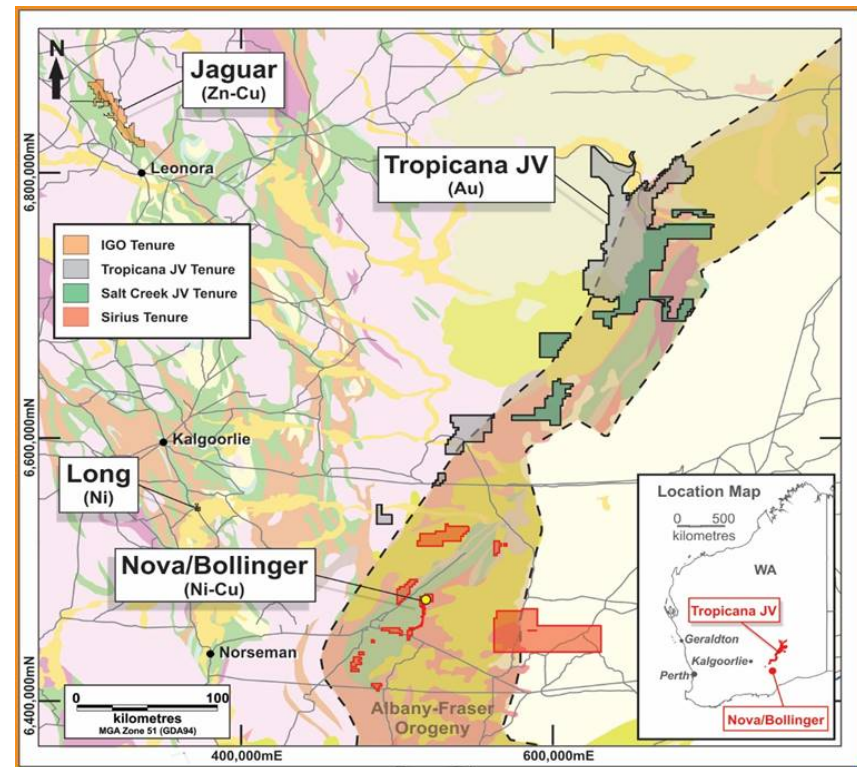 N
Jaguar
(Zn-Cu)
Leonora
Tropicana JV
(Au)
6,800,000mN
IGO Tenure
Tropicana JV Tenure
Salt Creek JV Tenure
Sirius Tenure
6,600,000mN
Kalgoorlie
Long
(Ni)
Nova/Bollinger
(Ni-Cu)
Norseman
0 100
kilometres
MGA Zone 51 (GDA94)
6,400,000mN
Albany-Fraser
Orogeny
400,000mE
600,000mE
Location Map
0 500
kilometres
WA
Tropicana JV
Geraldton
Kalgoorlie
Perth
Nova/Bollinger